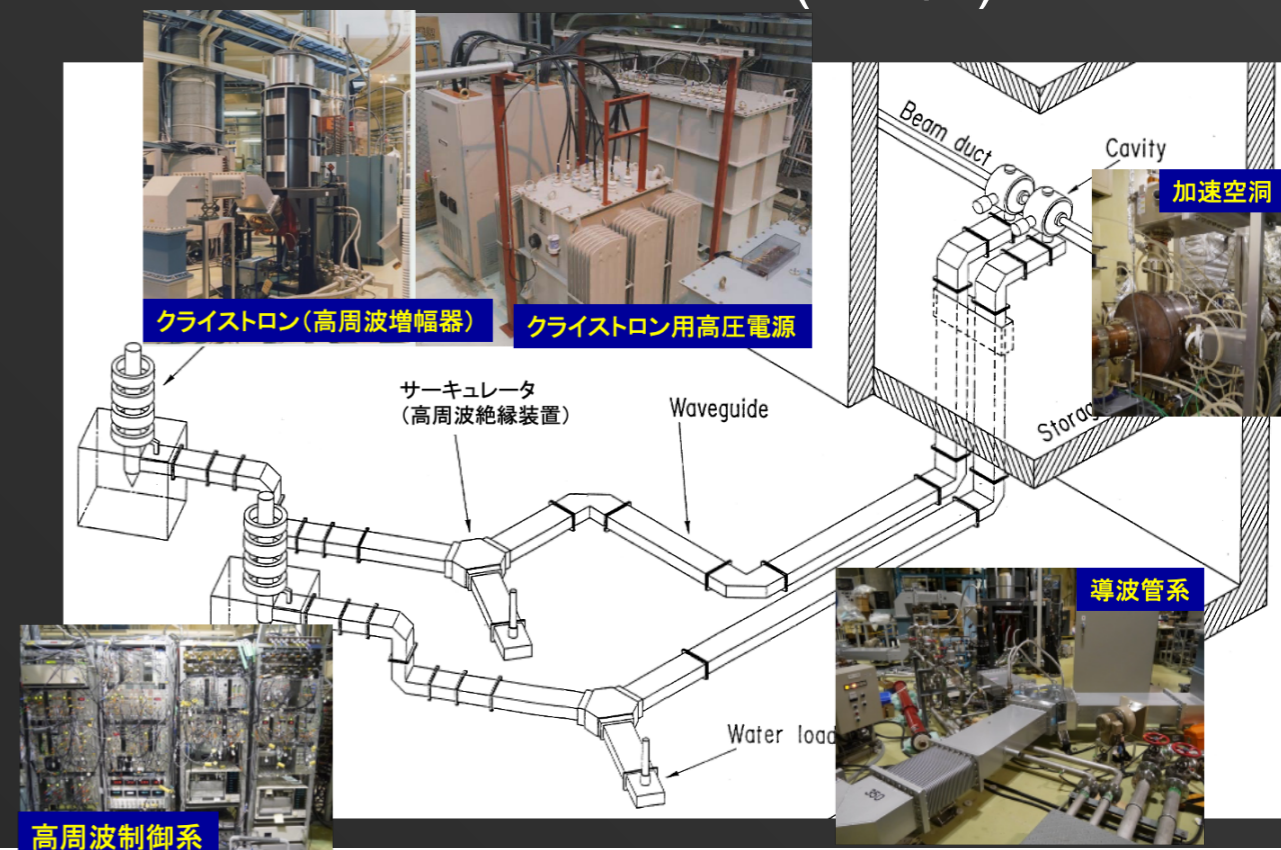 クライストロン（高周波増幅器）
クライストロン用高圧電源
Beam duct
Cavity
加速空洞
サーキュレータ
（高周波絶縁装置）
Waveguide
導波管系
350
Water load
高周波制御系